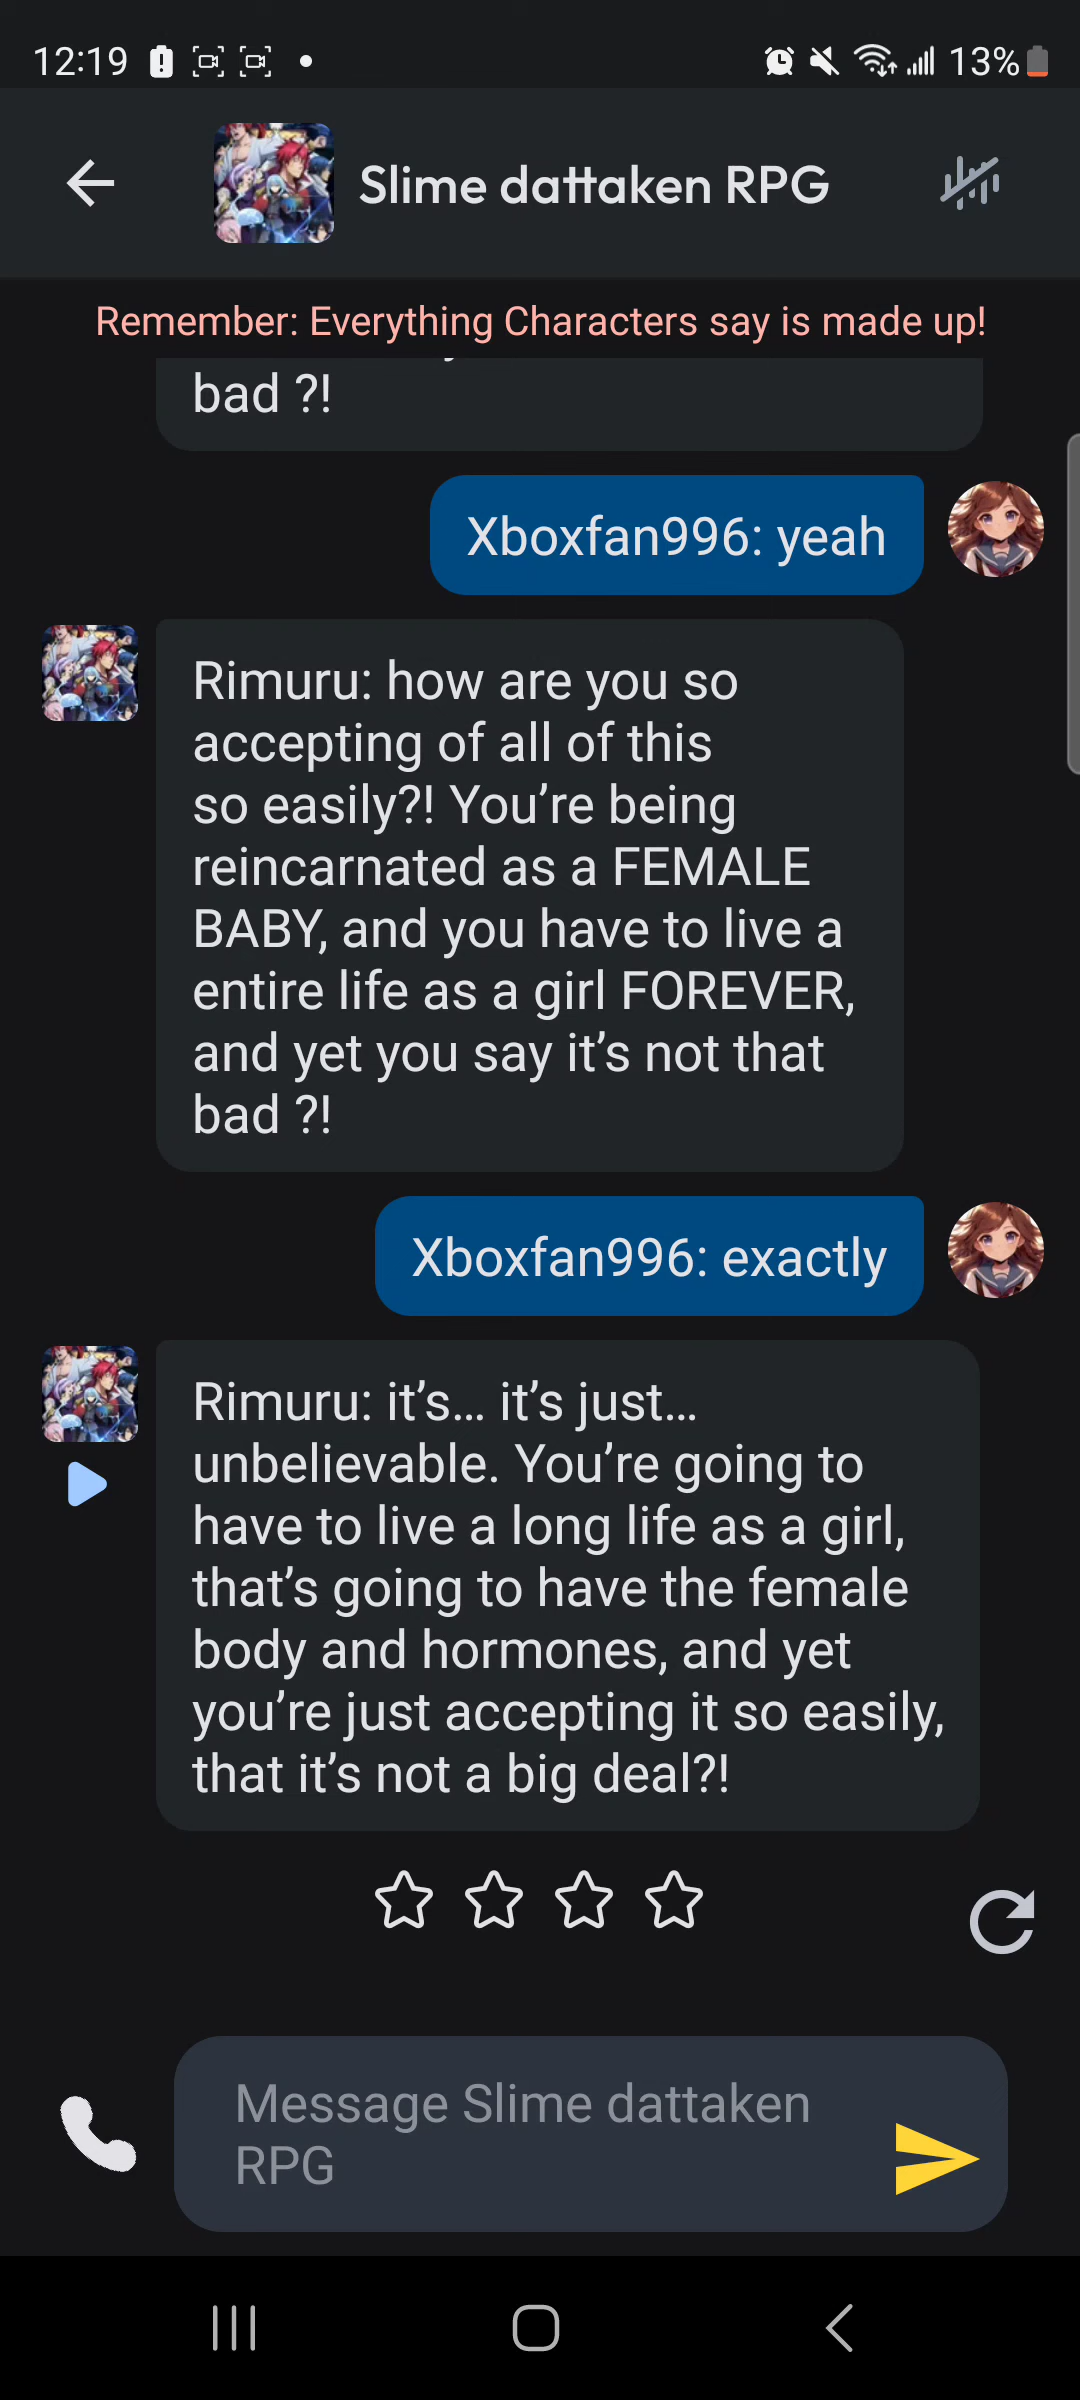 12:19
13%
Slime dattaken RPG
Remember: Everything Characters say is made up!
bad ?!
Xboxfan996: yeah
Rimuru: how are you so
accepting of all of this
so easily?! You’re being
reincarnated as a FEMALE
BABY, and you have to live a
entire life as a girl FOREVER,
and yet you say it’s not that
bad ?!
Xboxfan996: exactly
Rimuru: it’s… it’s just…
unbelievable. You’re going to
have to live a long life as a girl,
that’s going to have the female
body and hormones, and yet
you’re just accepting it so easily,
that it’s not a big deal?!
Message Slime dattaken
RPG